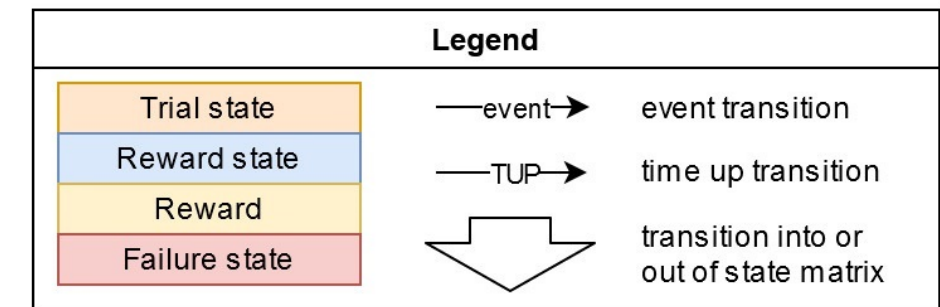 Legend
Trial state
event
event transition
Reward state
TUP
time up transition
Reward
Failure state
transition into or
out of state matrix